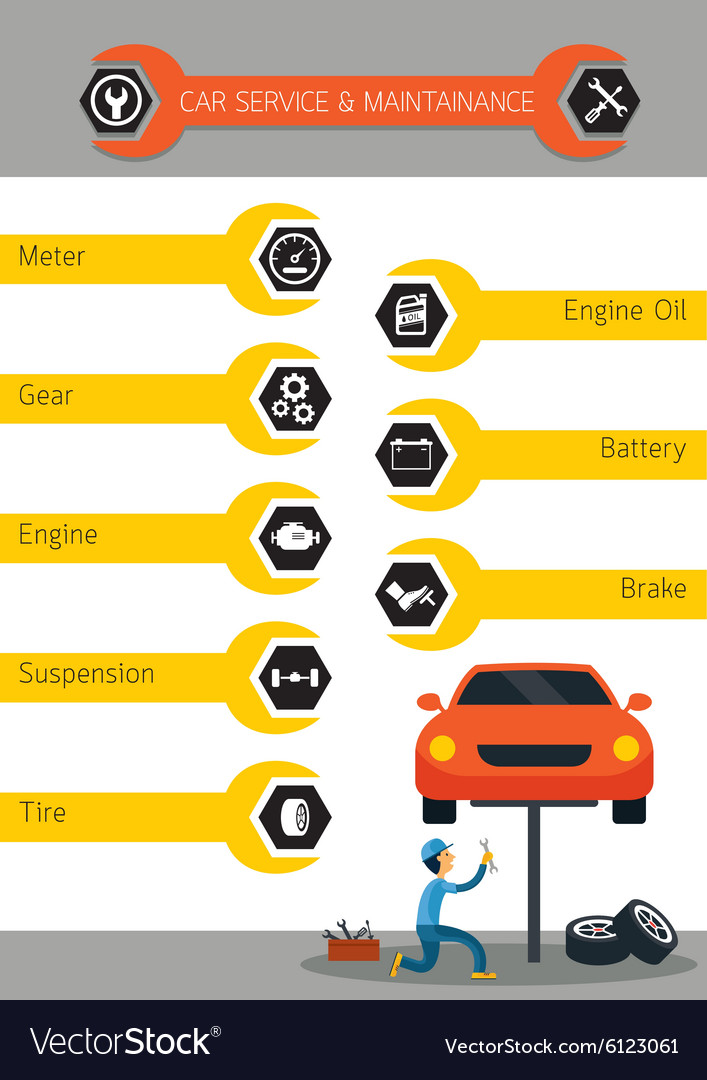 CAR SERVICE & MAINTAINANCE
Meter
Engine Oil
OIL
Gear
Battery
+ -
Engine
Brake
Suspension
Tire
VectorStock®
VectorStock.com/6123061